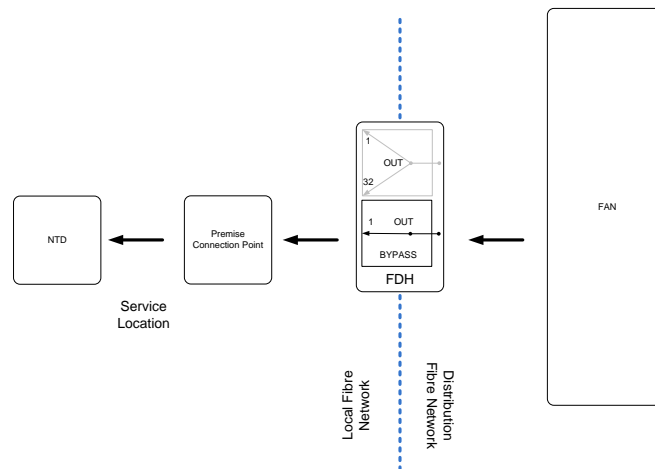 1
OUT
32
1 OUT
BYPASS
FDH
NTD
Premise
Connection Point
FAN
Service
Location
Local Fibre
Network
Distribution
Fibre Network